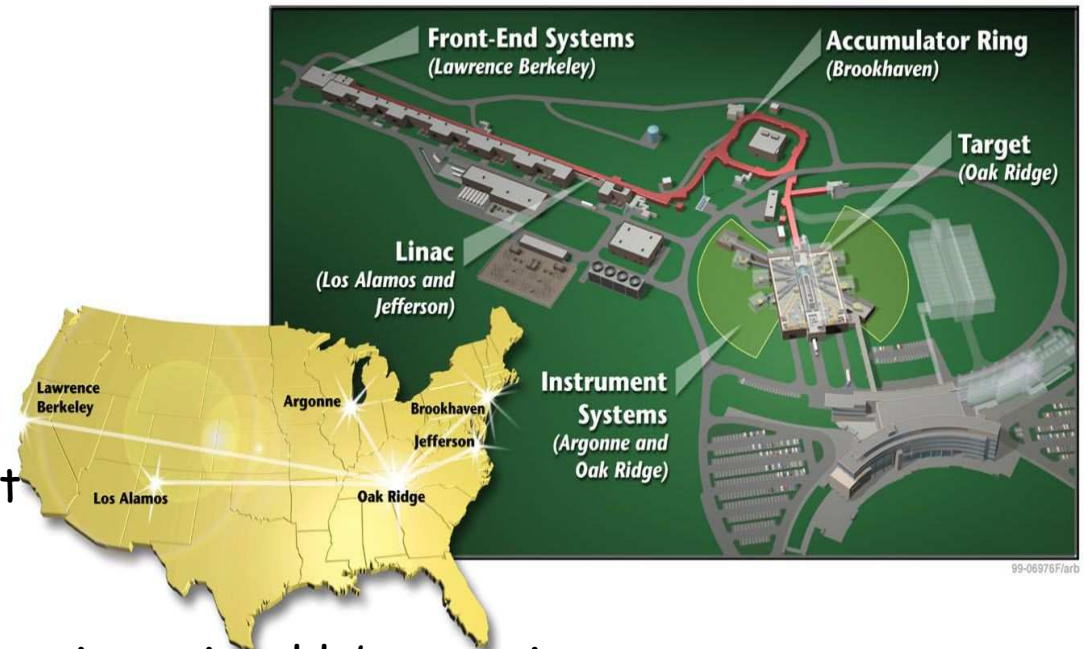 Front-End Systems
(Lawrence Berkeley)
Accumulator Ring
(Brookhaven)
Target
(Oak Ridge)
Linac
(Los Alamos and
Jefferson)
Instrument
Systems
(Argonne and
Oak Ridge)
Lawrence
Berkeley
Argonne
Brookhaven
Jefferson
Los Alamos
Oak Ridge
t
99-06976F/arb